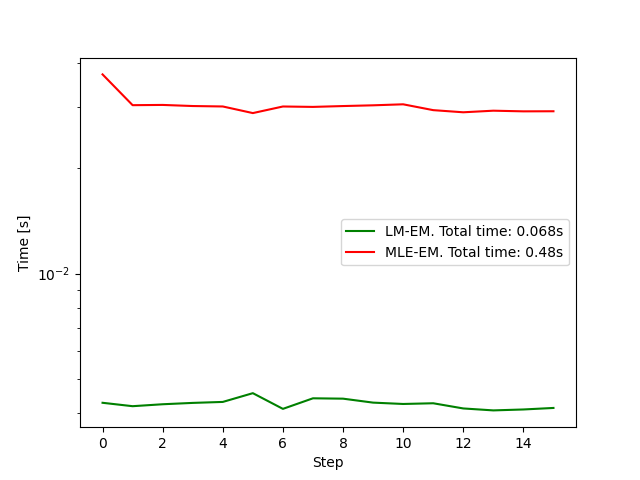 Time [s]
10⁻²
LM-EM. Total time: 0.068s
MLE-EM. Total time: 0.48s
0 2 4 6 8 10 12 14
Step